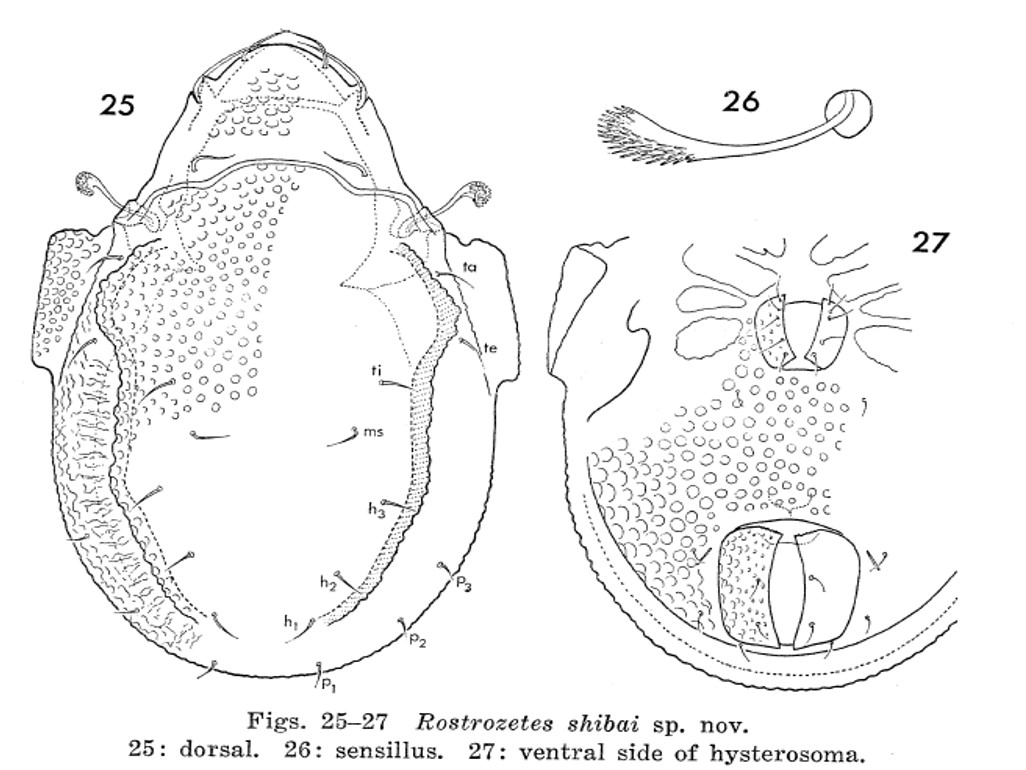 25
26
27
ta
te
ti
ms
h3
h2
h1
p3
p2
p1
Figs. 25–27 Rostrozetes shibai sp. nov.
25: dorsal. 26: sensillus. 27: ventral side of hysterosoma.